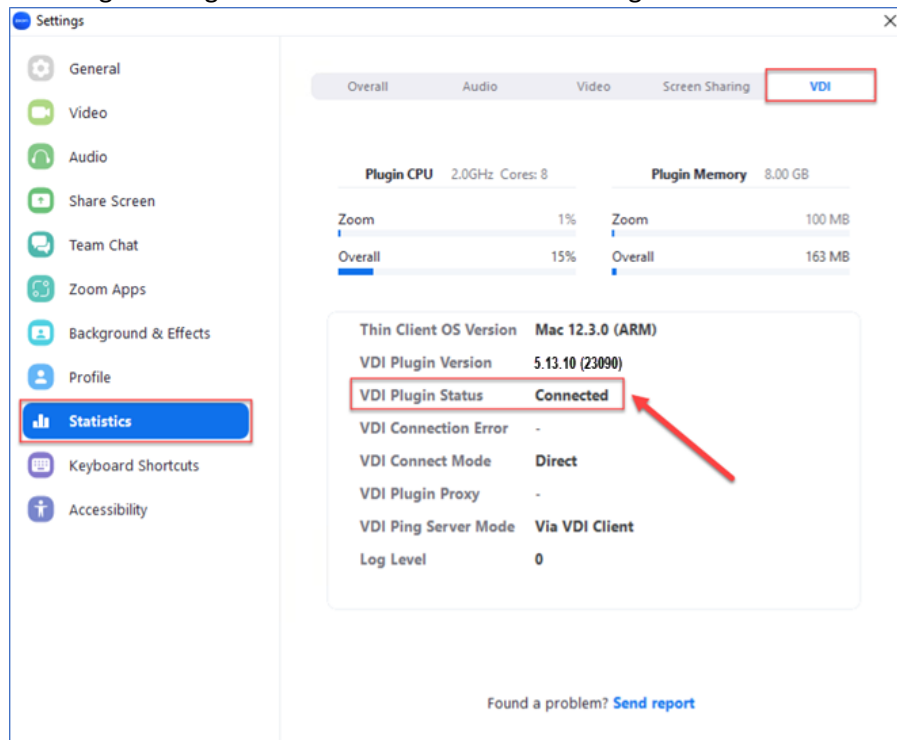 Settings
General
Video
Audio
Share Screen
Team Chat
Zoom Apps
Background & Effects
Profile
Statistics
Keyboard Shortcuts
Accessibility
Overall Audio Video Screen Sharing VDI
Plugin CPU 2.0GHz Cores: 8 Plugin Memory 8.00 GB
Zoom 1% Zoom 100 MB
Overall 15% Overall 163 MB
Thin Client OS Version Mac 12.3.0 (ARM)
VDI Plugin Version 5.13.10 (23090)
VDI Plugin Status Connected
VDI Connection Error -
VDI Connect Mode Direct
VDI Plugin Proxy -
VDI Ping Server Mode Via VDI Client
Log Level 0
Found a problem? Send report